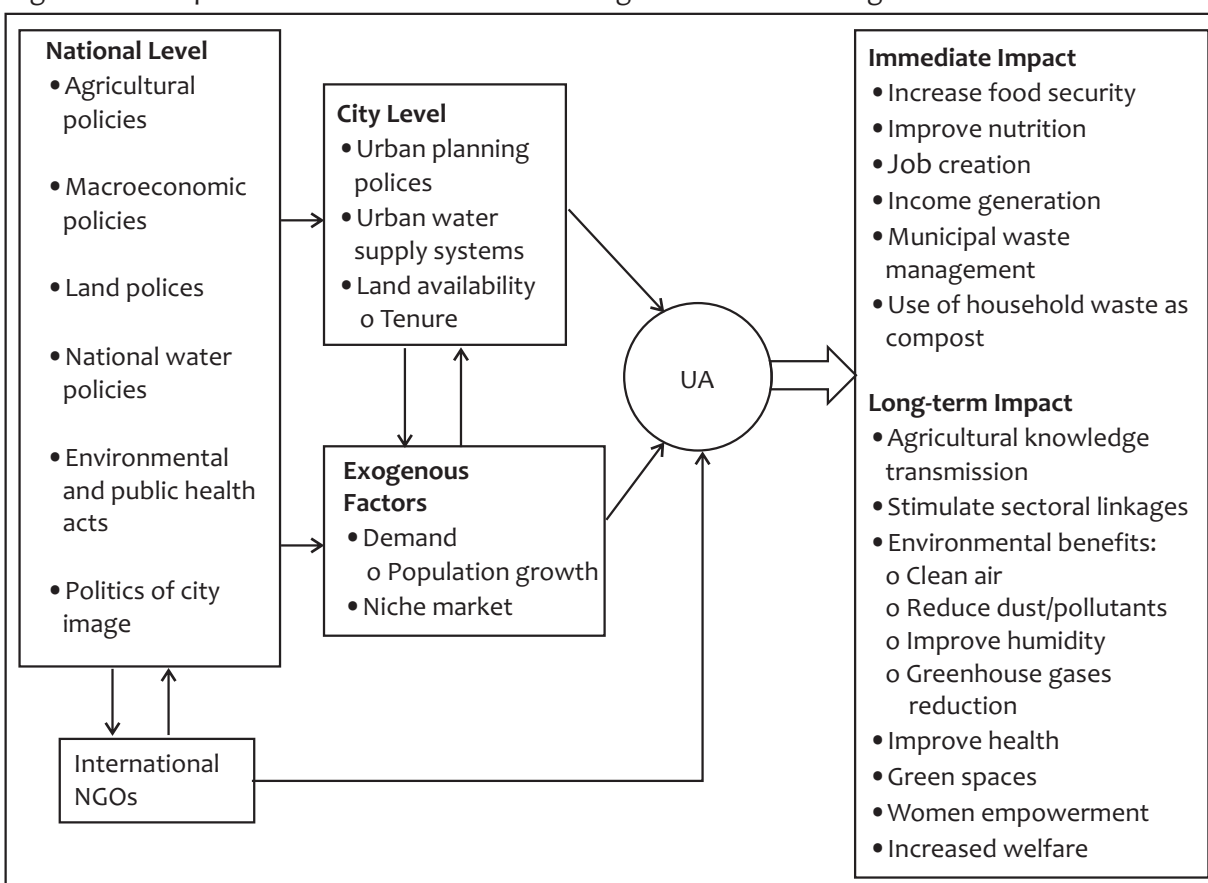 National Level
• Agricultural
policies
• Macroeconomic
policies
• Land polices
• National water
policies
• Environmental
and public health
acts
• Politics of city
image
International
NGOs
City Level
• Urban planning
polices
• Urban water
supply systems
• Land availability
o Tenure
Exogenous
Factors
• Demand
o Population growth
• Niche market
UA
Immediate Impact
• Increase food security
• Improve nutrition
• Job creation
• Income generation
• Municipal waste
management
• Use of household waste as
compost
Long-term Impact
• Agricultural knowledge
transmission
• Stimulate sectoral linkages
• Environmental benefits:
o Clean air
o Reduce dust/pollutants
o Improve humidity
o Greenhouse gases
reduction
• Improve health
• Green spaces
• Women empowerment
• Increased welfare